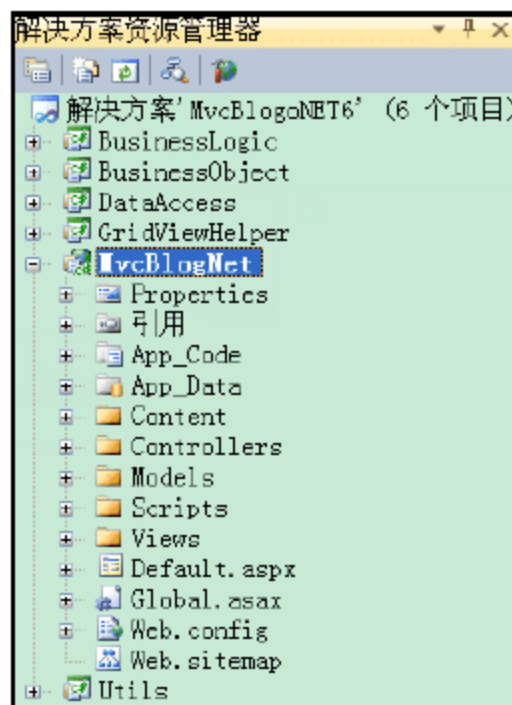 解决方案资源管理器
解决方案'MvcBlogoNET6' (6 个项目)
BusinessLogic
BusinessObject
DataAccess
GridViewHelper
MvcBlogNet
Properties
引用
App_Code
App_Data
Content
Controllers
Models
Scripts
Views
Default.aspx
Global.asax
Web.config
Web.sitemap
Utils